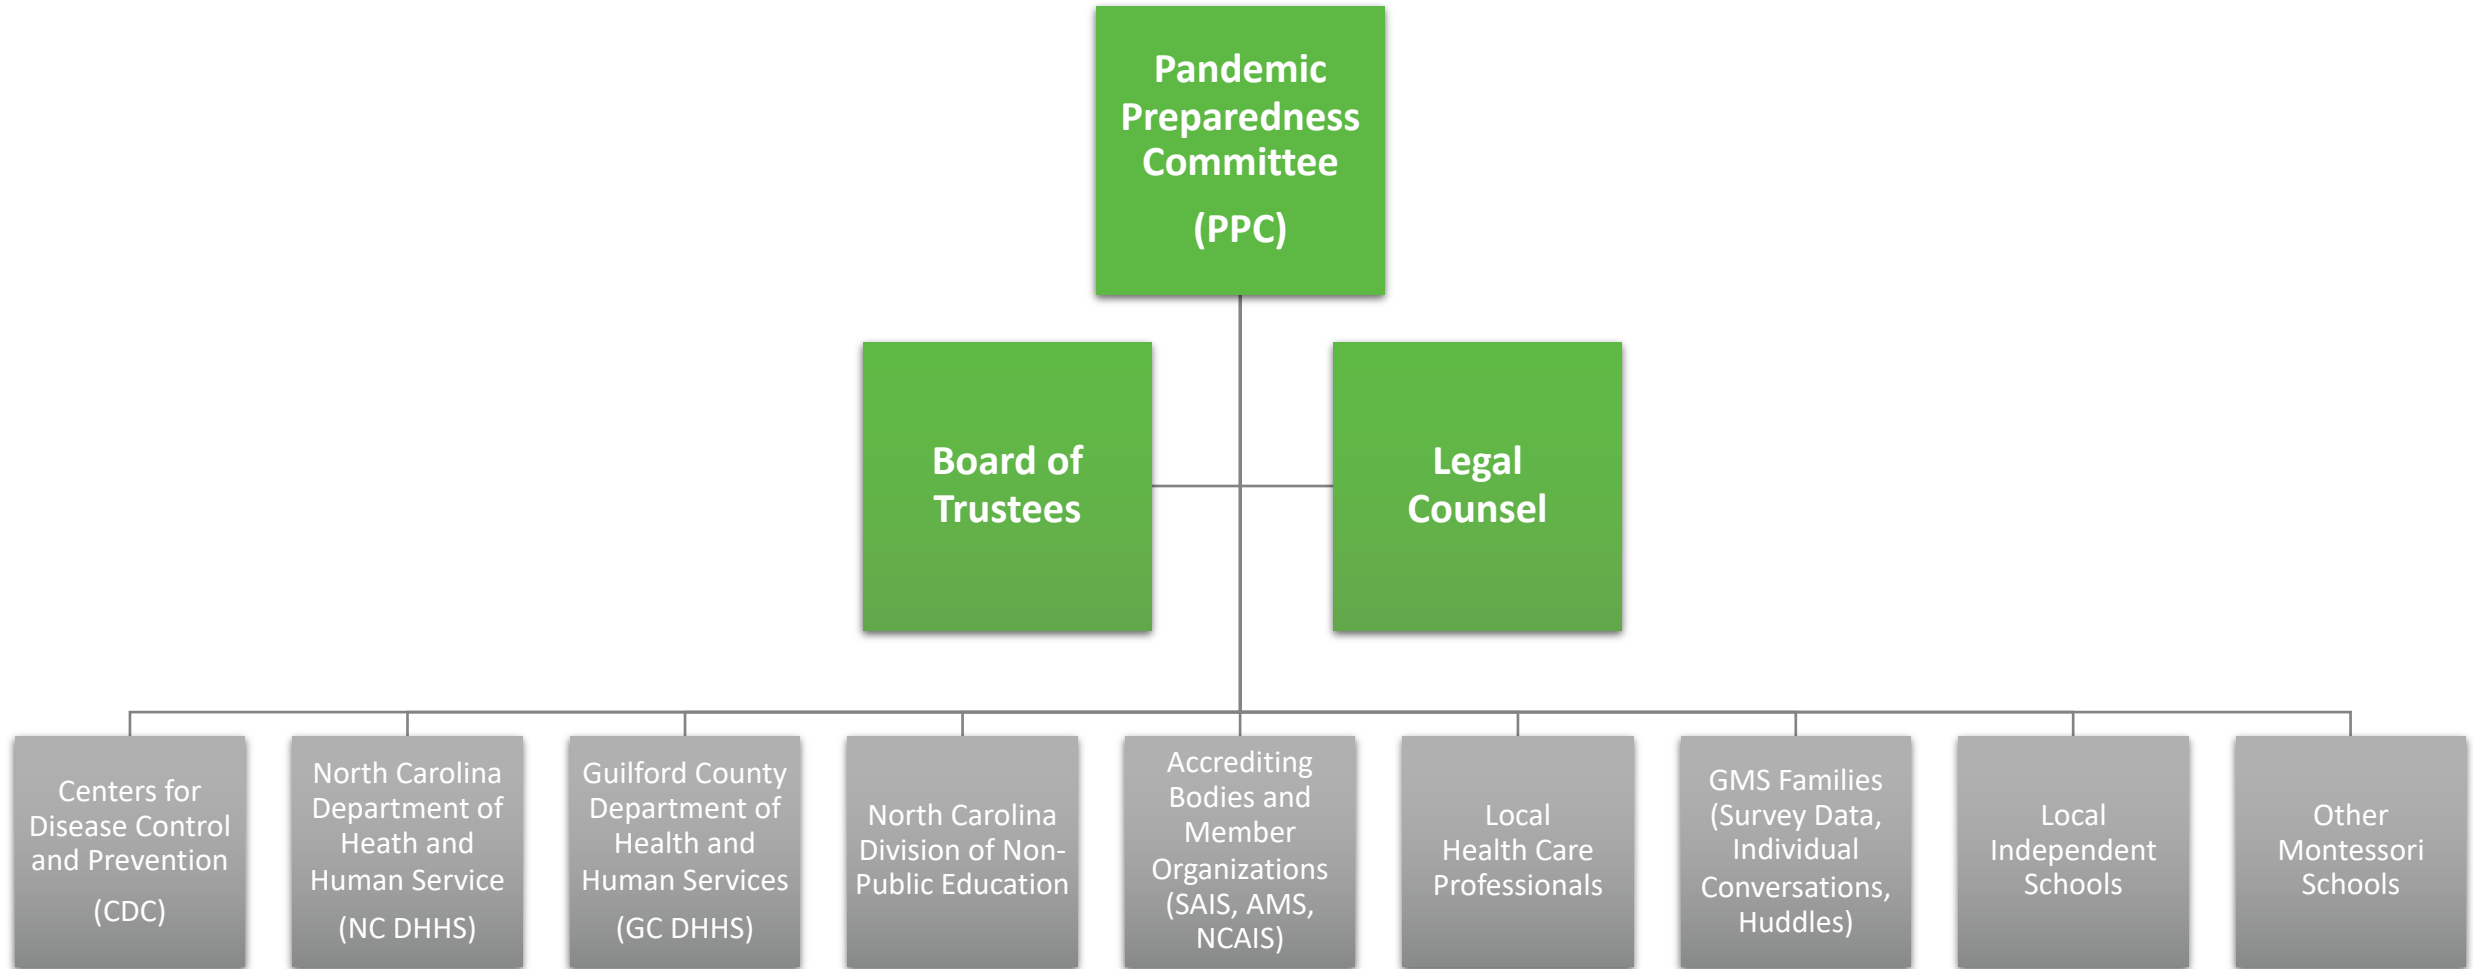 Pandemic
Preparedness
Committee
(PPC)
Board of
Trustees
Legal
Counsel
Centers for
Disease Control
and Prevention
(CDC)
North Carolina
Department of
Heath and
Human Service
(NC DHHS)
Guilford County
Department of
Health and
Human Services
(GC DHHS)
North Carolina
Division of Non-
Public Education
Accrediting
Bodies and
Member
Organizations
(SAIS, AMS,
NCAIS)
Local
Health Care
Professionals
GMS Families
(Survey Data,
Individual
Conversations,
Huddles)
Local
Independent
Schools
Other
Montessori
Schools